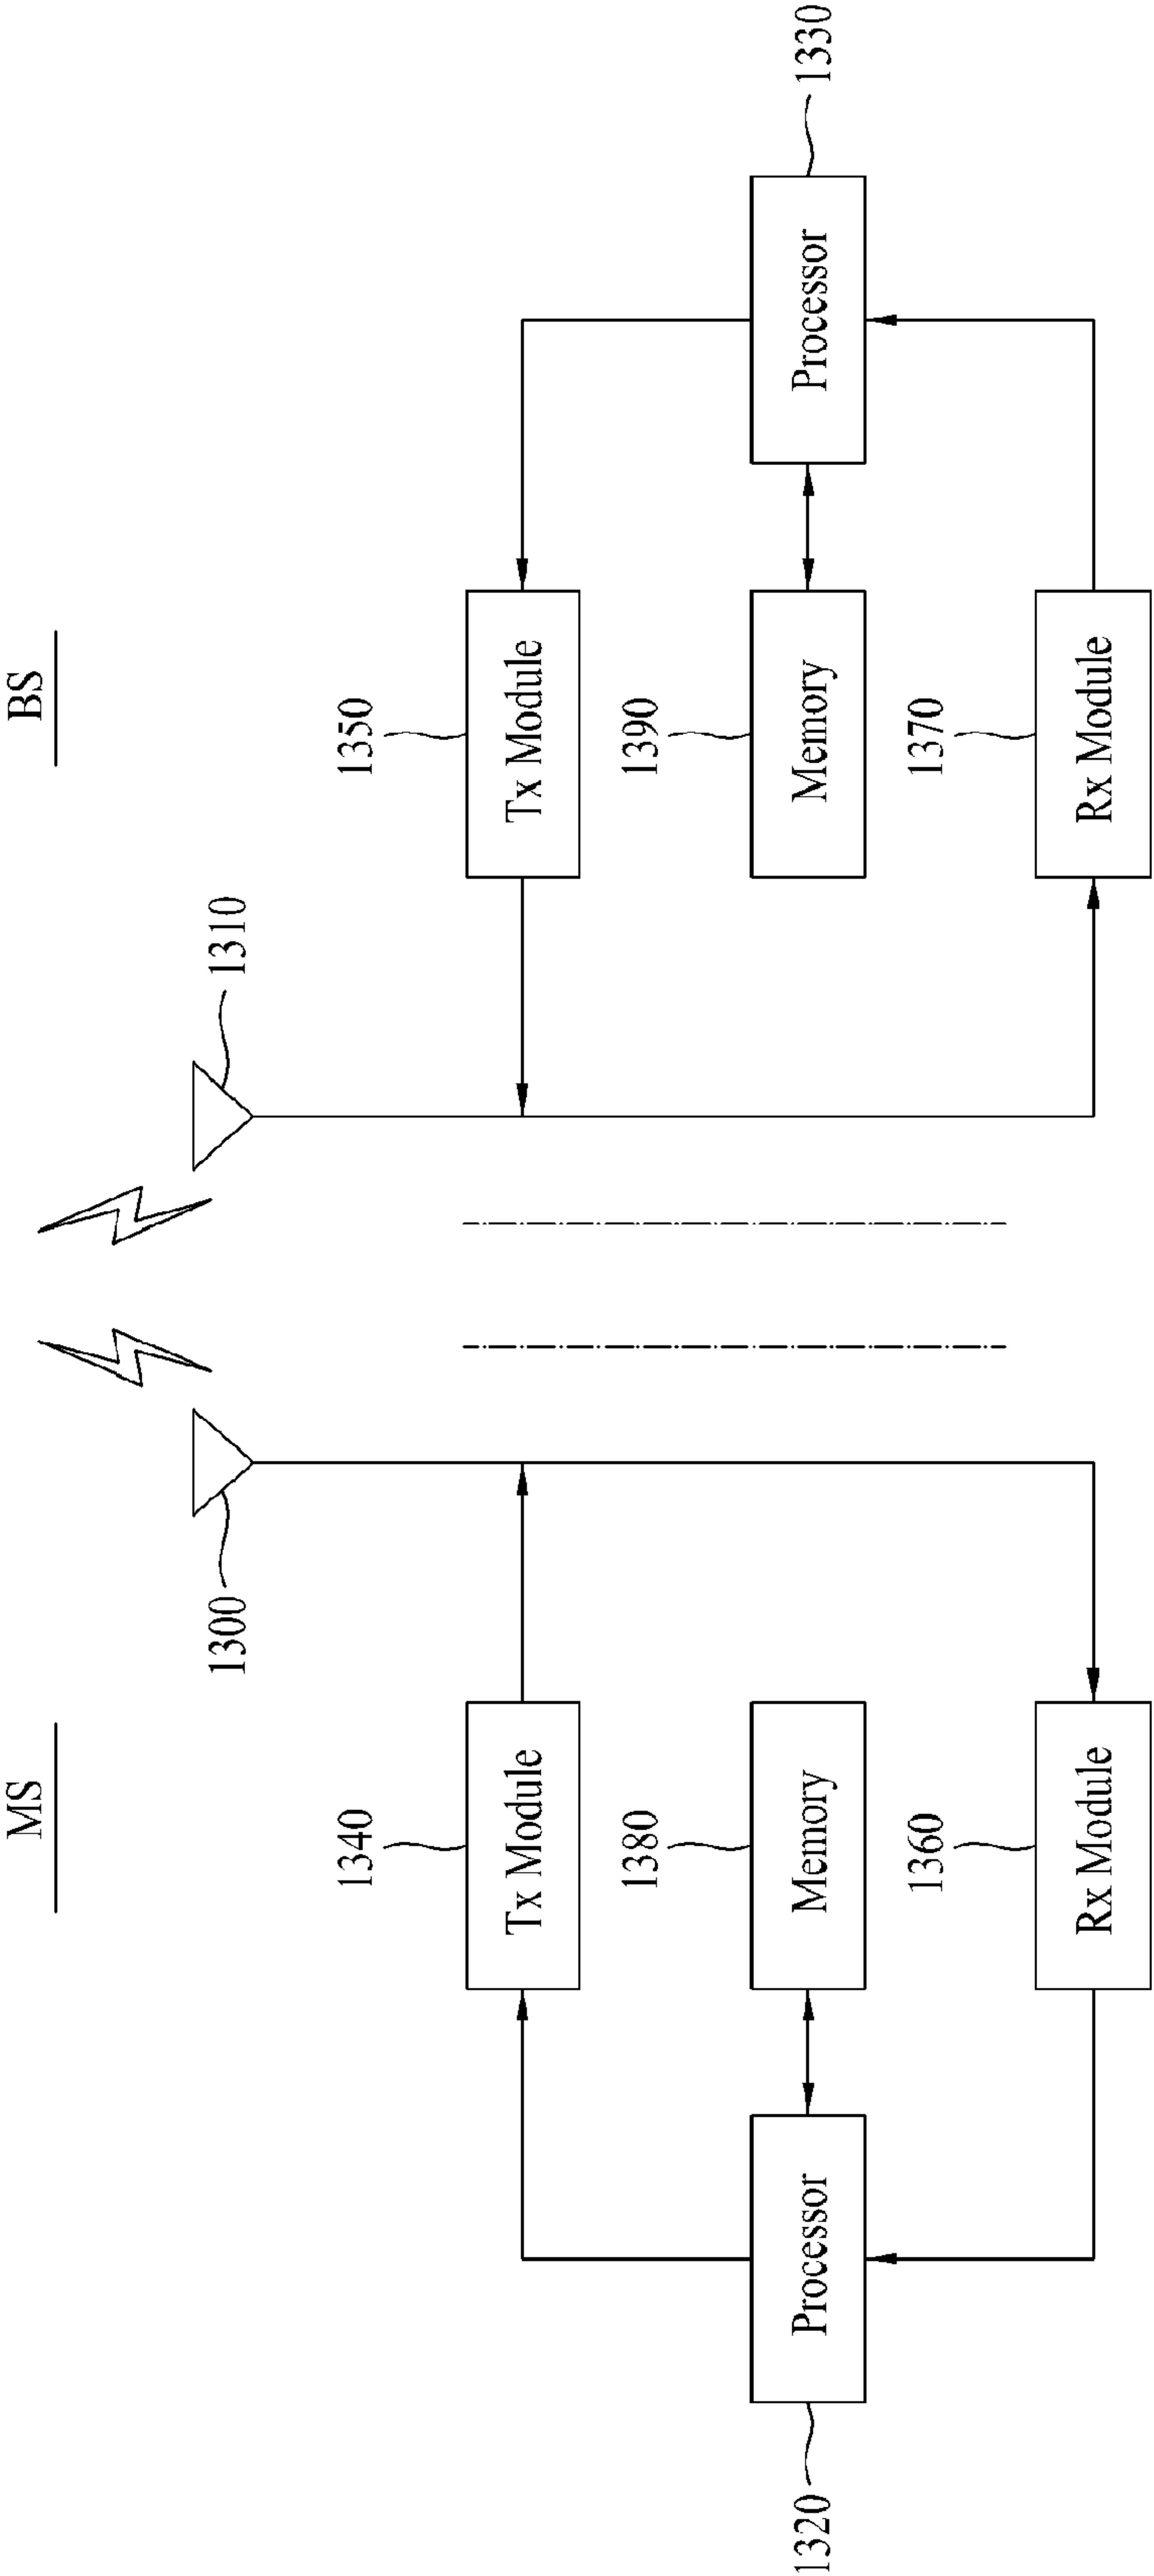 MS
BS
1300
1310
1340
Tx Module
1350
Tx Module
1320
Processor
1380
Memory
1390
Memory
Processor
1330
1360
Rx Module
1370
Rx Module